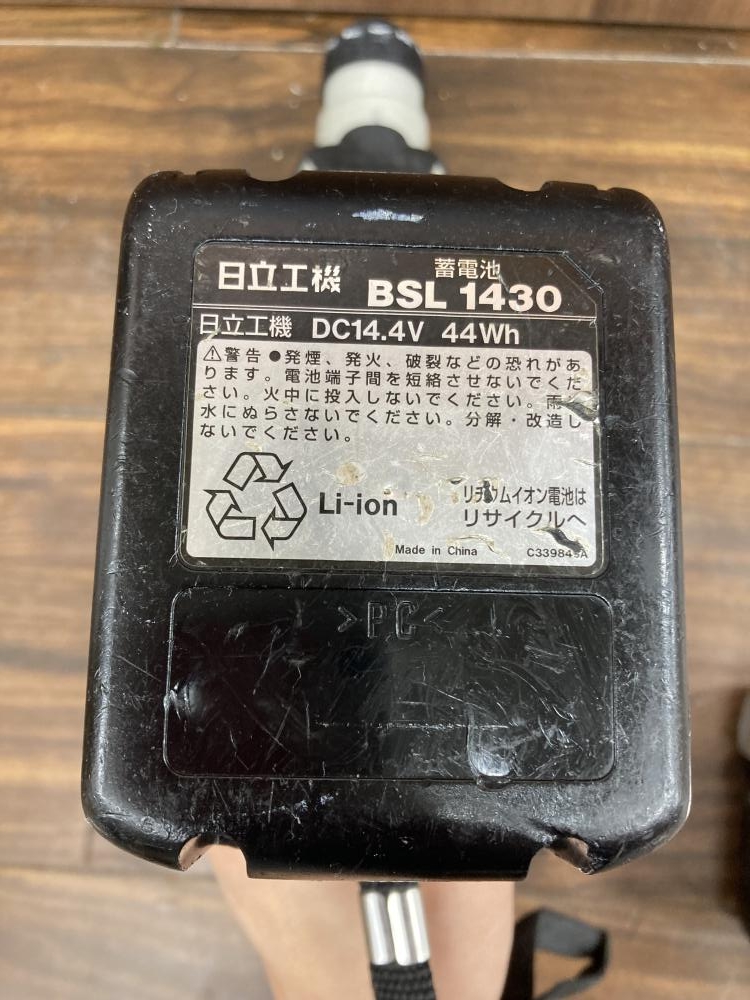 蓄電池
日立工機 BSL 1430
日立工機 DC14.4V 44Wh
⚠警告 ●発煙、発火、破裂などの恐れがあ
ります。電池端子間を短絡させないでくだ
さい。火中に投入しないでください。雨
水にぬらさないでください。分解・改造し
ないでください。
Li-ion
リチウムイオン電池は
リサイクルへ
Made in China
>PC<